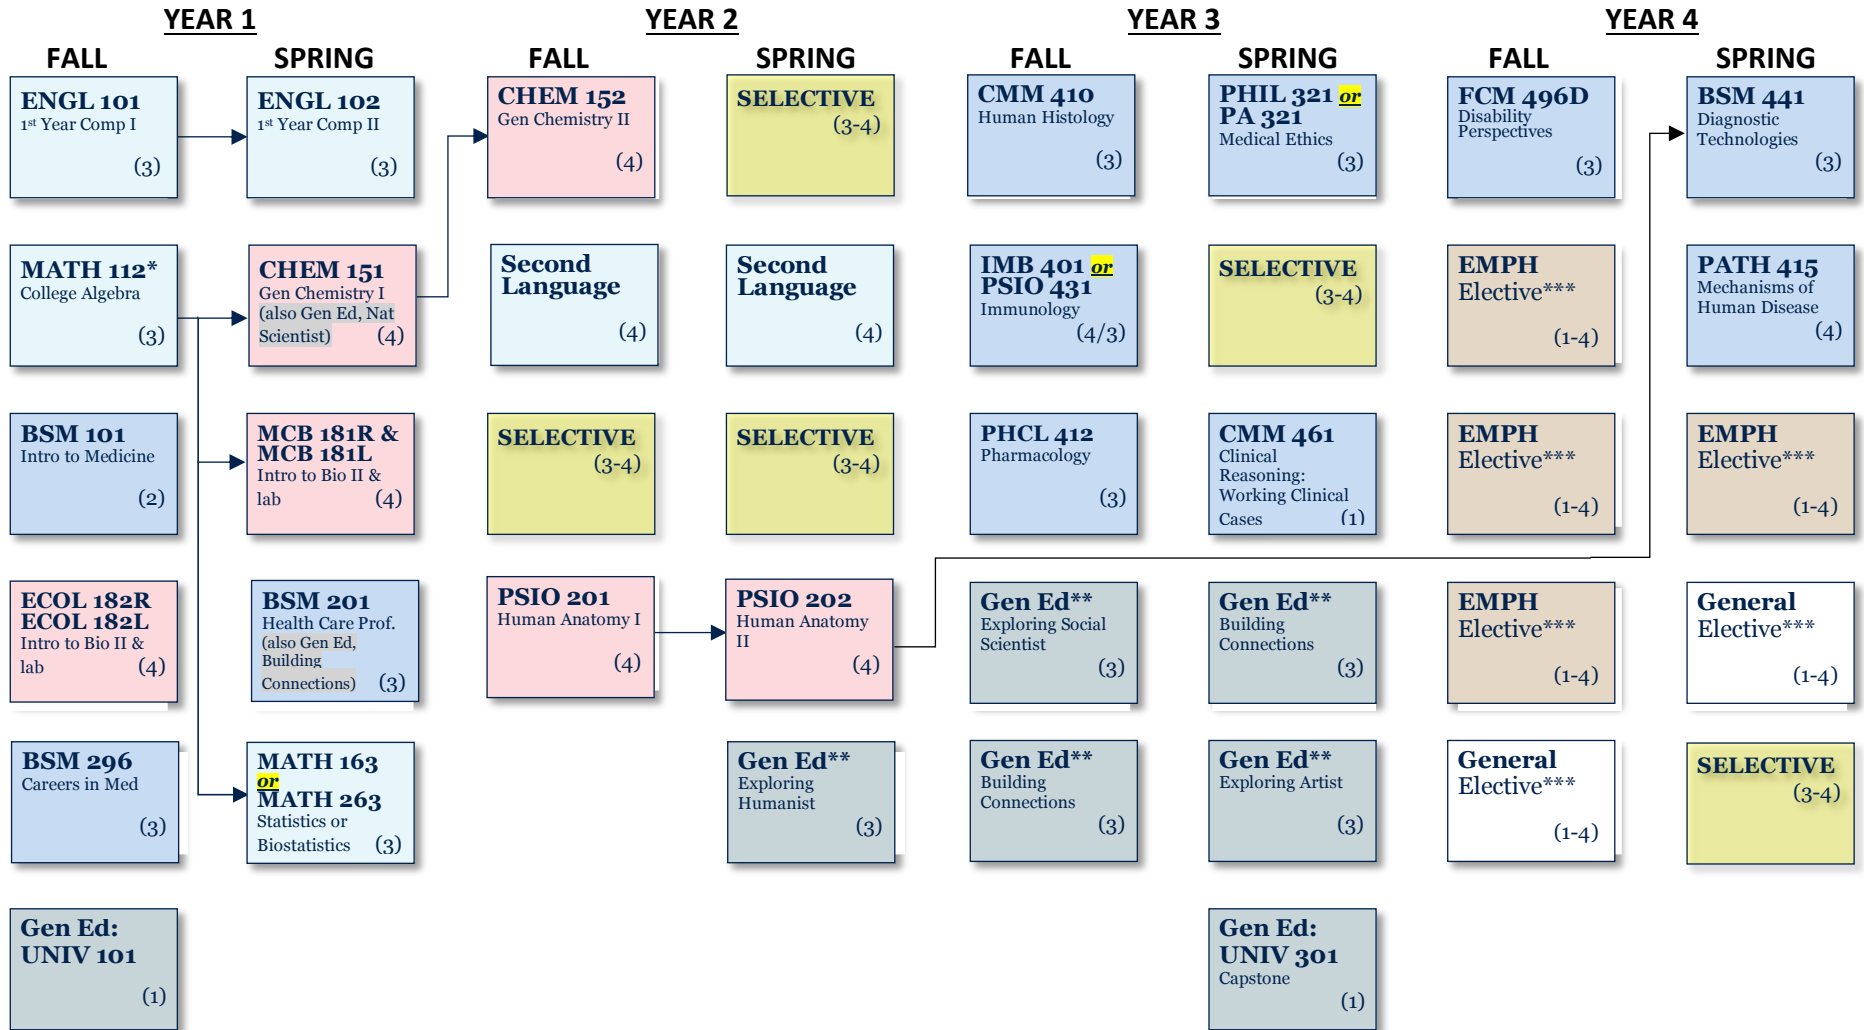 YEAR 1
YEAR 2
YEAR 3
YEAR 4
FALL
SPRING
FALL
SPRING
FALL
SPRING
FALL
SPRING
ENGL 101
1st Year Comp I
(3)
ENGL 102
1st Year Comp II
(3)
CHEM 152
Gen Chemistry II
(4)
SELECTIVE
(3-4)
CMM 410
Human Histology
(3)
PHIL 321 or
PA 321
Medical Ethics
(3)
FCM 496D
Disability
Perspectives
(3)
BSM 441
Diagnostic
Technologies
(3)
MATH 112*
College Algebra
(3)
CHEM 151
Gen Chemistry I
(also Gen Ed, Nat
Scientist) (4)
Second
Language
(4)
Second
Language
(4)
IMB 401 or
PSIO 431
Immunology
(4/3)
SELECTIVE
(3-4)
EMPH
Elective***
(1-4)
PATH 415
Mechanisms of
Human Disease
(4)
BSM 101
Intro to Medicine
(2)
MCB 181R &
MCB 181L
Intro to Bio II &
lab (4)
SELECTIVE
(3-4)
SELECTIVE
(3-4)
PHCL 412
Pharmacology
(3)
CMM 461
Clinical
Reasoning:
Working Clinical
Cases (1)
EMPH
Elective***
(1-4)
EMPH
Elective***
(1-4)
ECOL 182R
ECOL 182L
Intro to Bio II &
lab (4)
BSM 201
Health Care Prof.
(also Gen Ed,
Building
Connections) (3)
PSIO 201
Human Anatomy I
(4)
PSIO 202
Human Anatomy
II
(4)
Gen Ed**
Exploring Social
Scientist
(3)
Gen Ed**
Building
Connections
(3)
EMPH
Elective***
(1-4)
General
Elective***
(1-4)
BSM 296
Careers in Med
(3)
MATH 163
or
MATH 263
Statistics or
Biostatistics (3)
Gen Ed**
Exploring
Humanist
(3)
Gen Ed**
Building
Connections
(3)
Gen Ed**
Exploring Artist
(3)
General
Elective***
(1-4)
SELECTIVE
(3-4)
Gen Ed:
UNIV 101
(1)
Gen Ed:
UNIV 301
Capstone
(1)